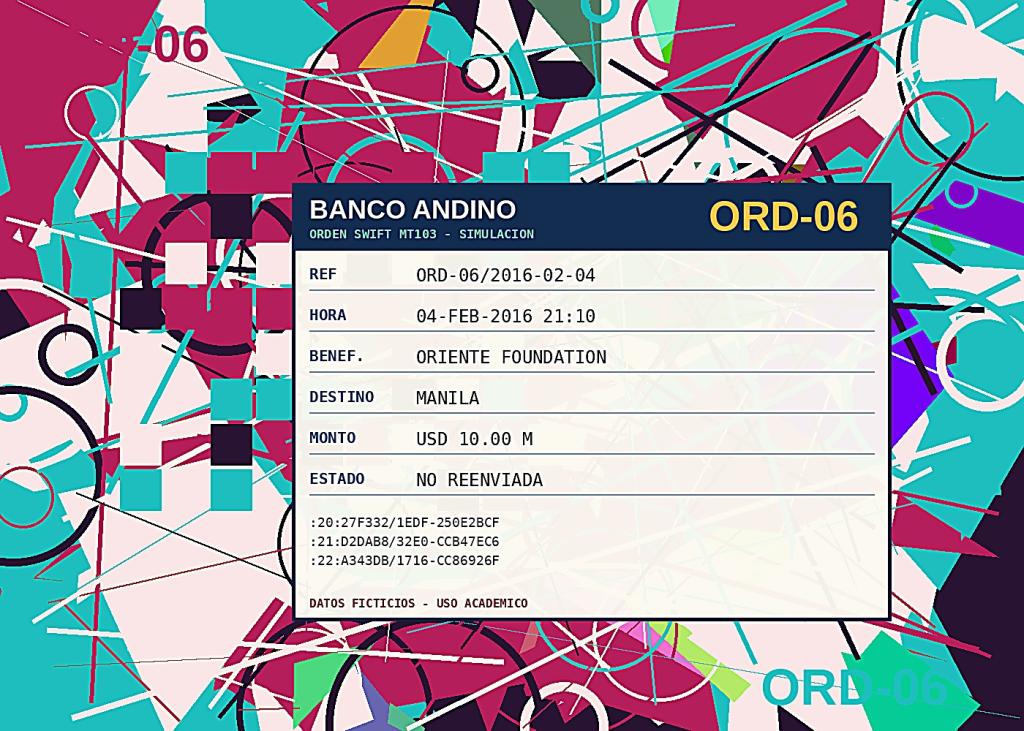 -06
BANCO ANDINO
ORD-06
ORDEN SWIFT MT103 - SIMULACION
REF ORD-06/2016-02-04
HORA 04-FEB-2016 21:10
BENEF. ORIENTE FOUNDATION
DESTINO MANILA
MONTO USD 10.00 M
ESTADO NO REENVIADA
:20:27F332/1EDF-250E2BCF
:21:D2DAB8/32E0-CCB47EC6
:22:A343DB/1716-CC86926F
DATOS FICTICIOS - USO ACADEMICO
ORD-06